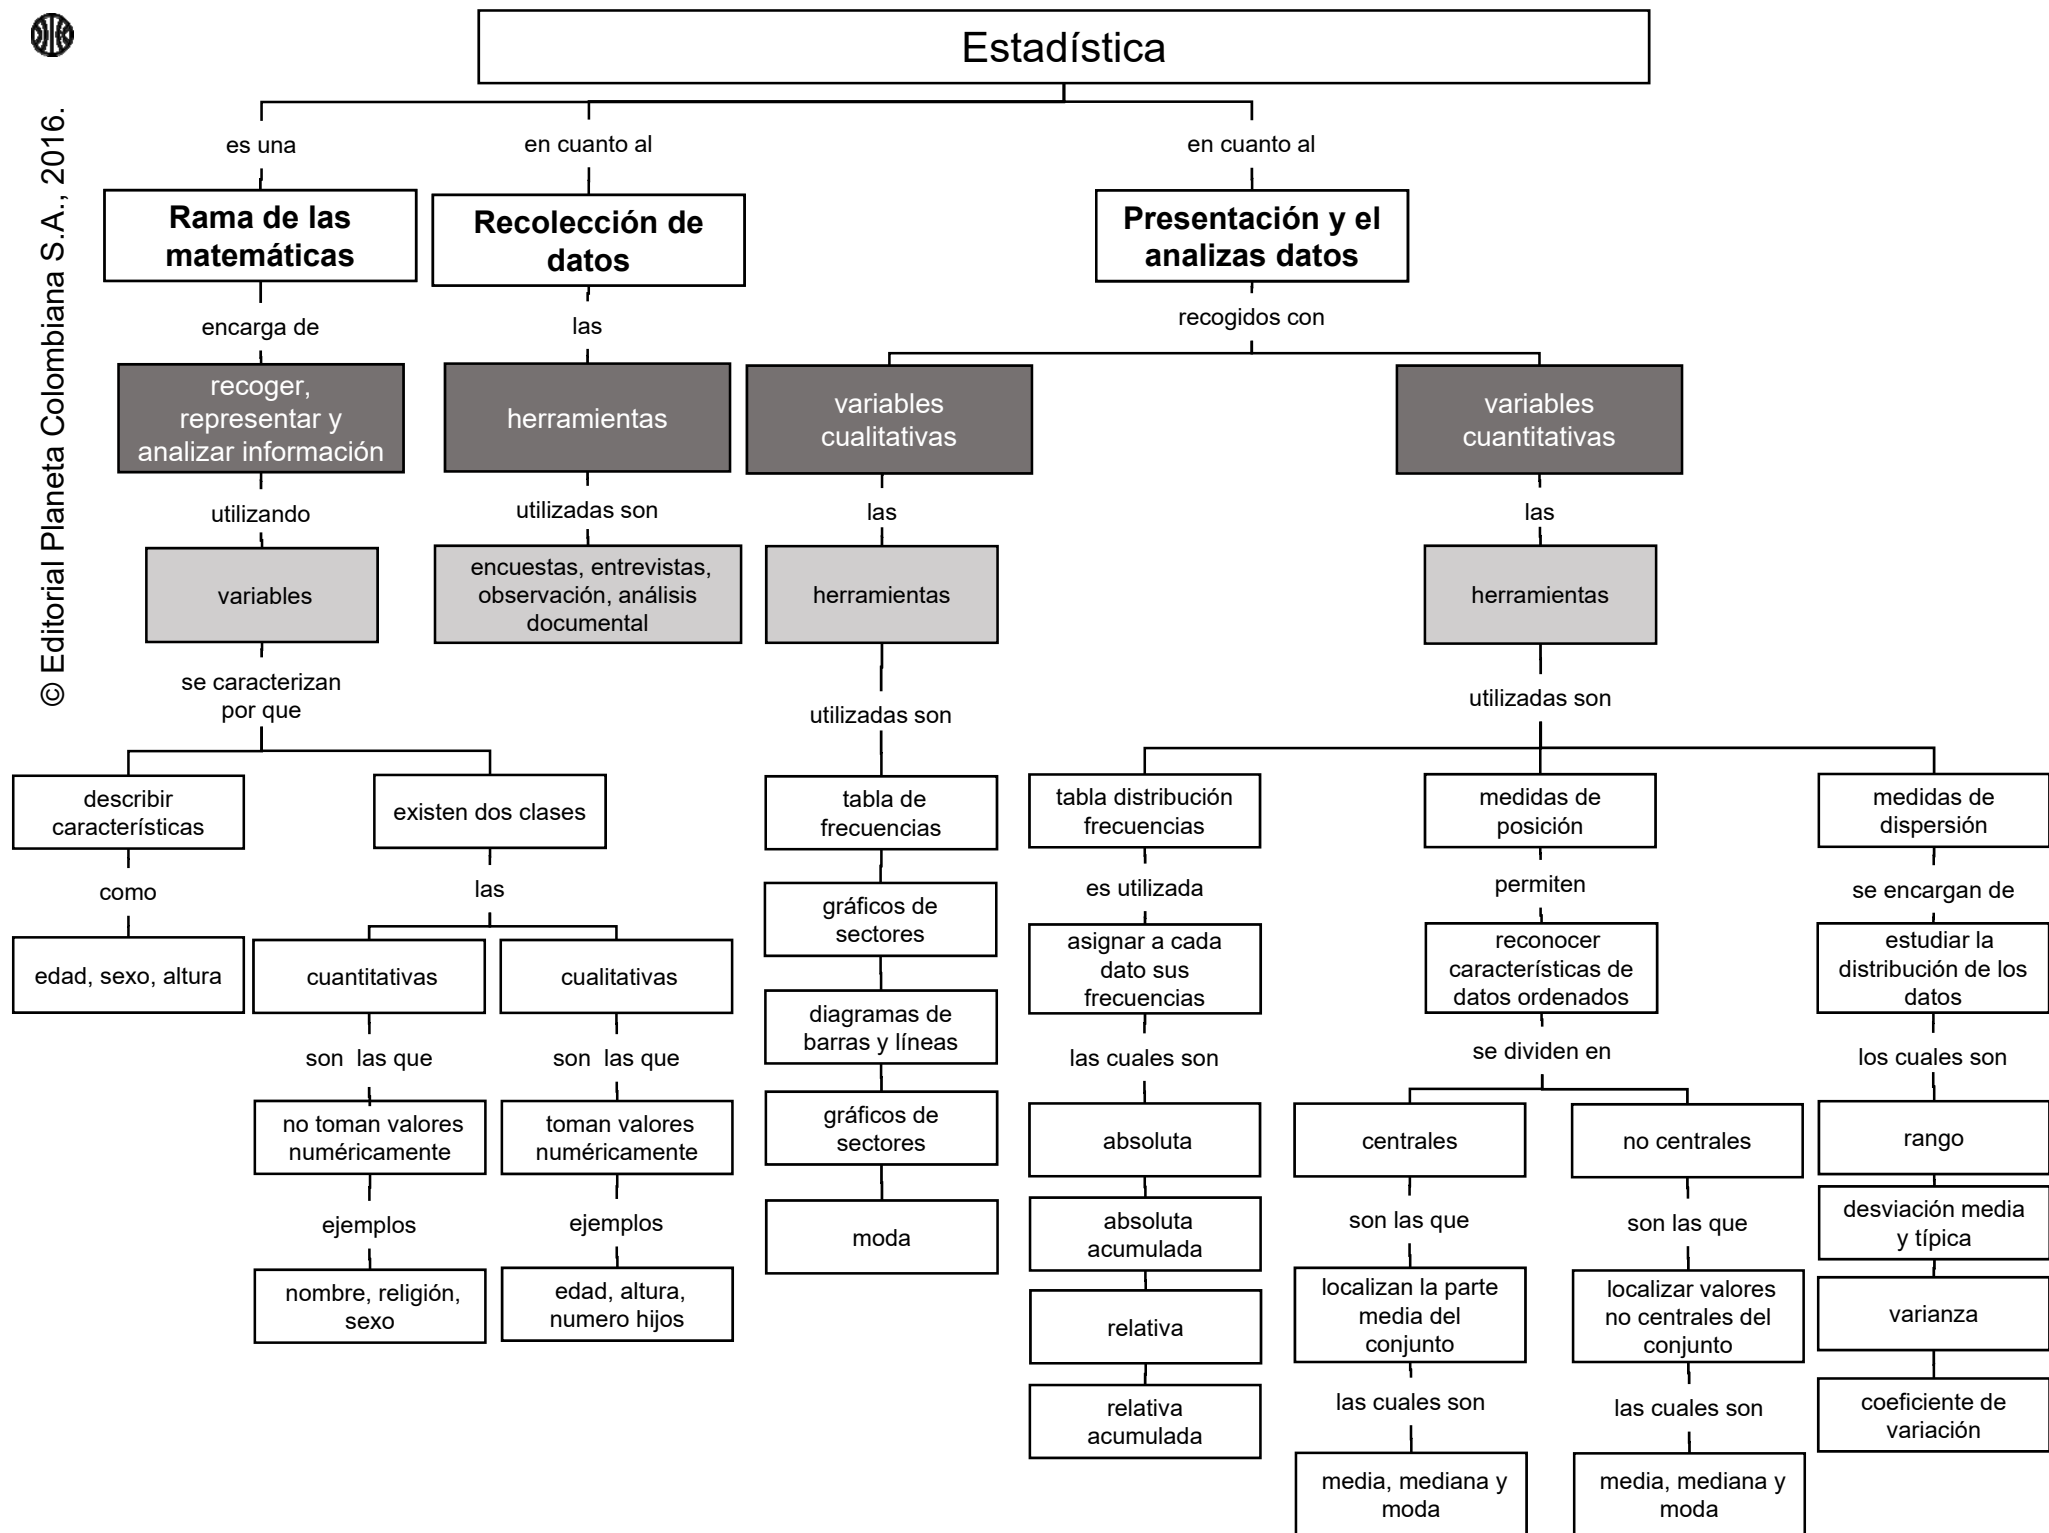 Estadística
© Editorial Planeta Colombiana S.A., 2016.
es una
Rama de las
matemáticas
encarga de
recoger,
representar y
analizar información
utilizando
variables
se caracterizan
por que
describir
características
como
edad, sexo, altura
existen dos clases
las
cuantitativas
son  las que
no toman valores
numéricamente
ejemplos
nombre, religión,
sexo
cualitativas
son  las que
toman valores
numéricamente
ejemplos
edad, altura,
numero hijos
en cuanto al
Recolección de
datos
las
herramientas
utilizadas son
encuestas, entrevistas,
observación, análisis
documental
en cuanto al
Presentación y el
analizas datos
recogidos con
variables
cualitativas
las
herramientas
utilizadas son
tabla de
frecuencias
gráficos de
sectores
diagramas de
barras y líneas
gráficos de
sectores
moda
variables
cuantitativas
las
herramientas
utilizadas son
tabla distribución
frecuencias
es utilizada
asignar a cada
dato sus
frecuencias
las cuales son
absoluta
absoluta
acumulada
relativa
relativa
acumulada
medidas de
posición
permiten
reconocer
características de
datos ordenados
se dividen en
centrales
son las que
localizan la parte
media del
conjunto
las cuales son
media, mediana y
moda
no centrales
son las que
localizar valores
no centrales del
conjunto
las cuales son
media, mediana y
moda
medidas de
dispersión
se encargan de
estudiar la
distribución de los
datos
los cuales son
rango
desviación media
y típica
varianza
coeficiente de
variación